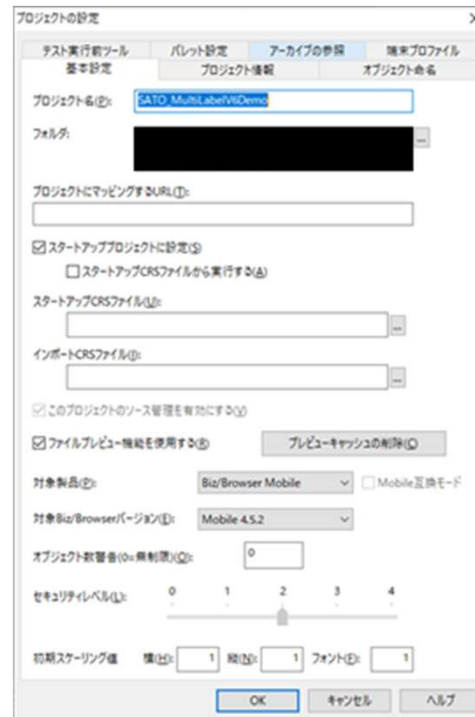 プロジェクトの設定
テスト実行前ツール パレット設定 アーカイブの参照 端末プロファイル
基本設定 プロジェクト情報 オブジェクト命名
プロジェクト名(P): SATO_MultiLabelV6Demo
フォルダ: ...
プロジェクトにマッピングするURL(T):
スタートアッププロジェクトに設定(S)
スタートアップCRSファイルから実行する(A)
スタートアップCRSファイル(U):
...
インポートCRSファイル(I):
...
このプロジェクトのソース管理を有効にする(V)
ファイルプレビュー機能を使用する(R) プレビューキャッシュの削除(C)
対象製品(P): Biz/Browser Mobile Mobile互換モード
対象Biz/Browserバージョン(E): Mobile 4.5.2
オブジェクト数警告(0=無制限)(O): 0
セキュリティレベル(L): 0 1 2 3 4
初期スケーリング値 横(H): 1 縦(N): 1 フォント(F): 1
OK キャンセル ヘルプ